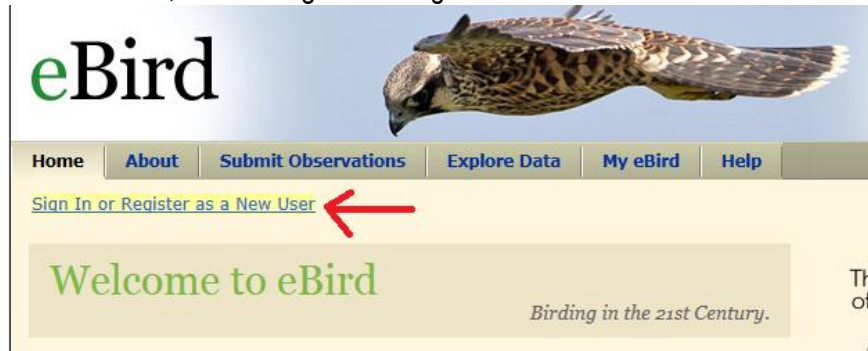 eBird
Home About Submit Observations Explore Data My eBird Help
Sign In or Register as a New User
Welcome to eBird
Birding in the 21st Century.